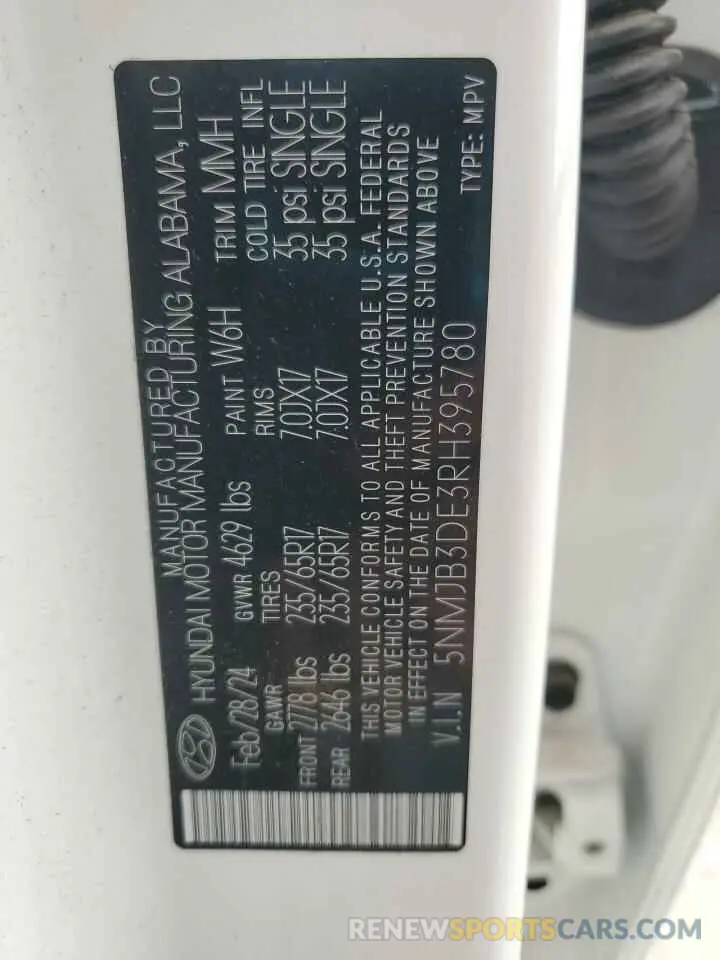 MANUFACTURED BY
HYUNDAI MOTOR MANUFACTURING ALABAMA, LLC
Feb/28/24 GVWR 4629 lbs PAINT W6H TRIM MMH
GAWR TIRES RIMS COLD TIRE INFL
FRONT 2778 lbs 235/65R17 7.0JX17 35 psi SINGLE
REAR 2646 lbs 235/65R17 7.0JX17 35 psi SINGLE
THIS VEHICLE CONFORMS TO ALL APPLICABLE U.S.A. FEDERAL
MOTOR VEHICLE SAFETY AND THEFT PREVENTION STANDARDS
IN EFFECT ON THE DATE OF MANUFACTURE SHOWN ABOVE
V.I.N 5NMJB3DE3RH395780 TYPE: MPV
RENEWSPORTSCARS.COM